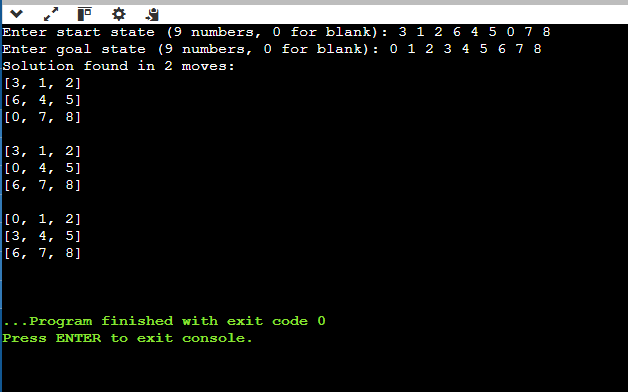 Enter start state (9 numbers, 0 for blank): 3 1 2 6 4 5 0 7 8
Enter goal state (9 numbers, 0 for blank): 0 1 2 3 4 5 6 7 8
Solution found in 2 moves:
[3, 1, 2]
[6, 4, 5]
[0, 7, 8]
[3, 1, 2]
[0, 4, 5]
[6, 7, 8]
[0, 1, 2]
[3, 4, 5]
[6, 7, 8]
...Program finished with exit code 0
Press ENTER to exit console.